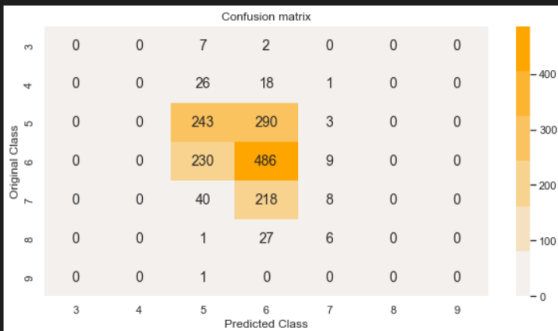 Confusion matrix
3 0 0 7 2 0 0 0
4 0 0 26 18 1 0 0
5 0 0 243 290 3 0 0
6 0 0 230 486 9 0 0
7 0 0 40 218 8 0 0
8 0 0 1 27 6 0 0
9 0 0 1 0 0 0 0
3 4 5 6 7 8 9
Original Class
Predicted Class
400
300
200
100
0